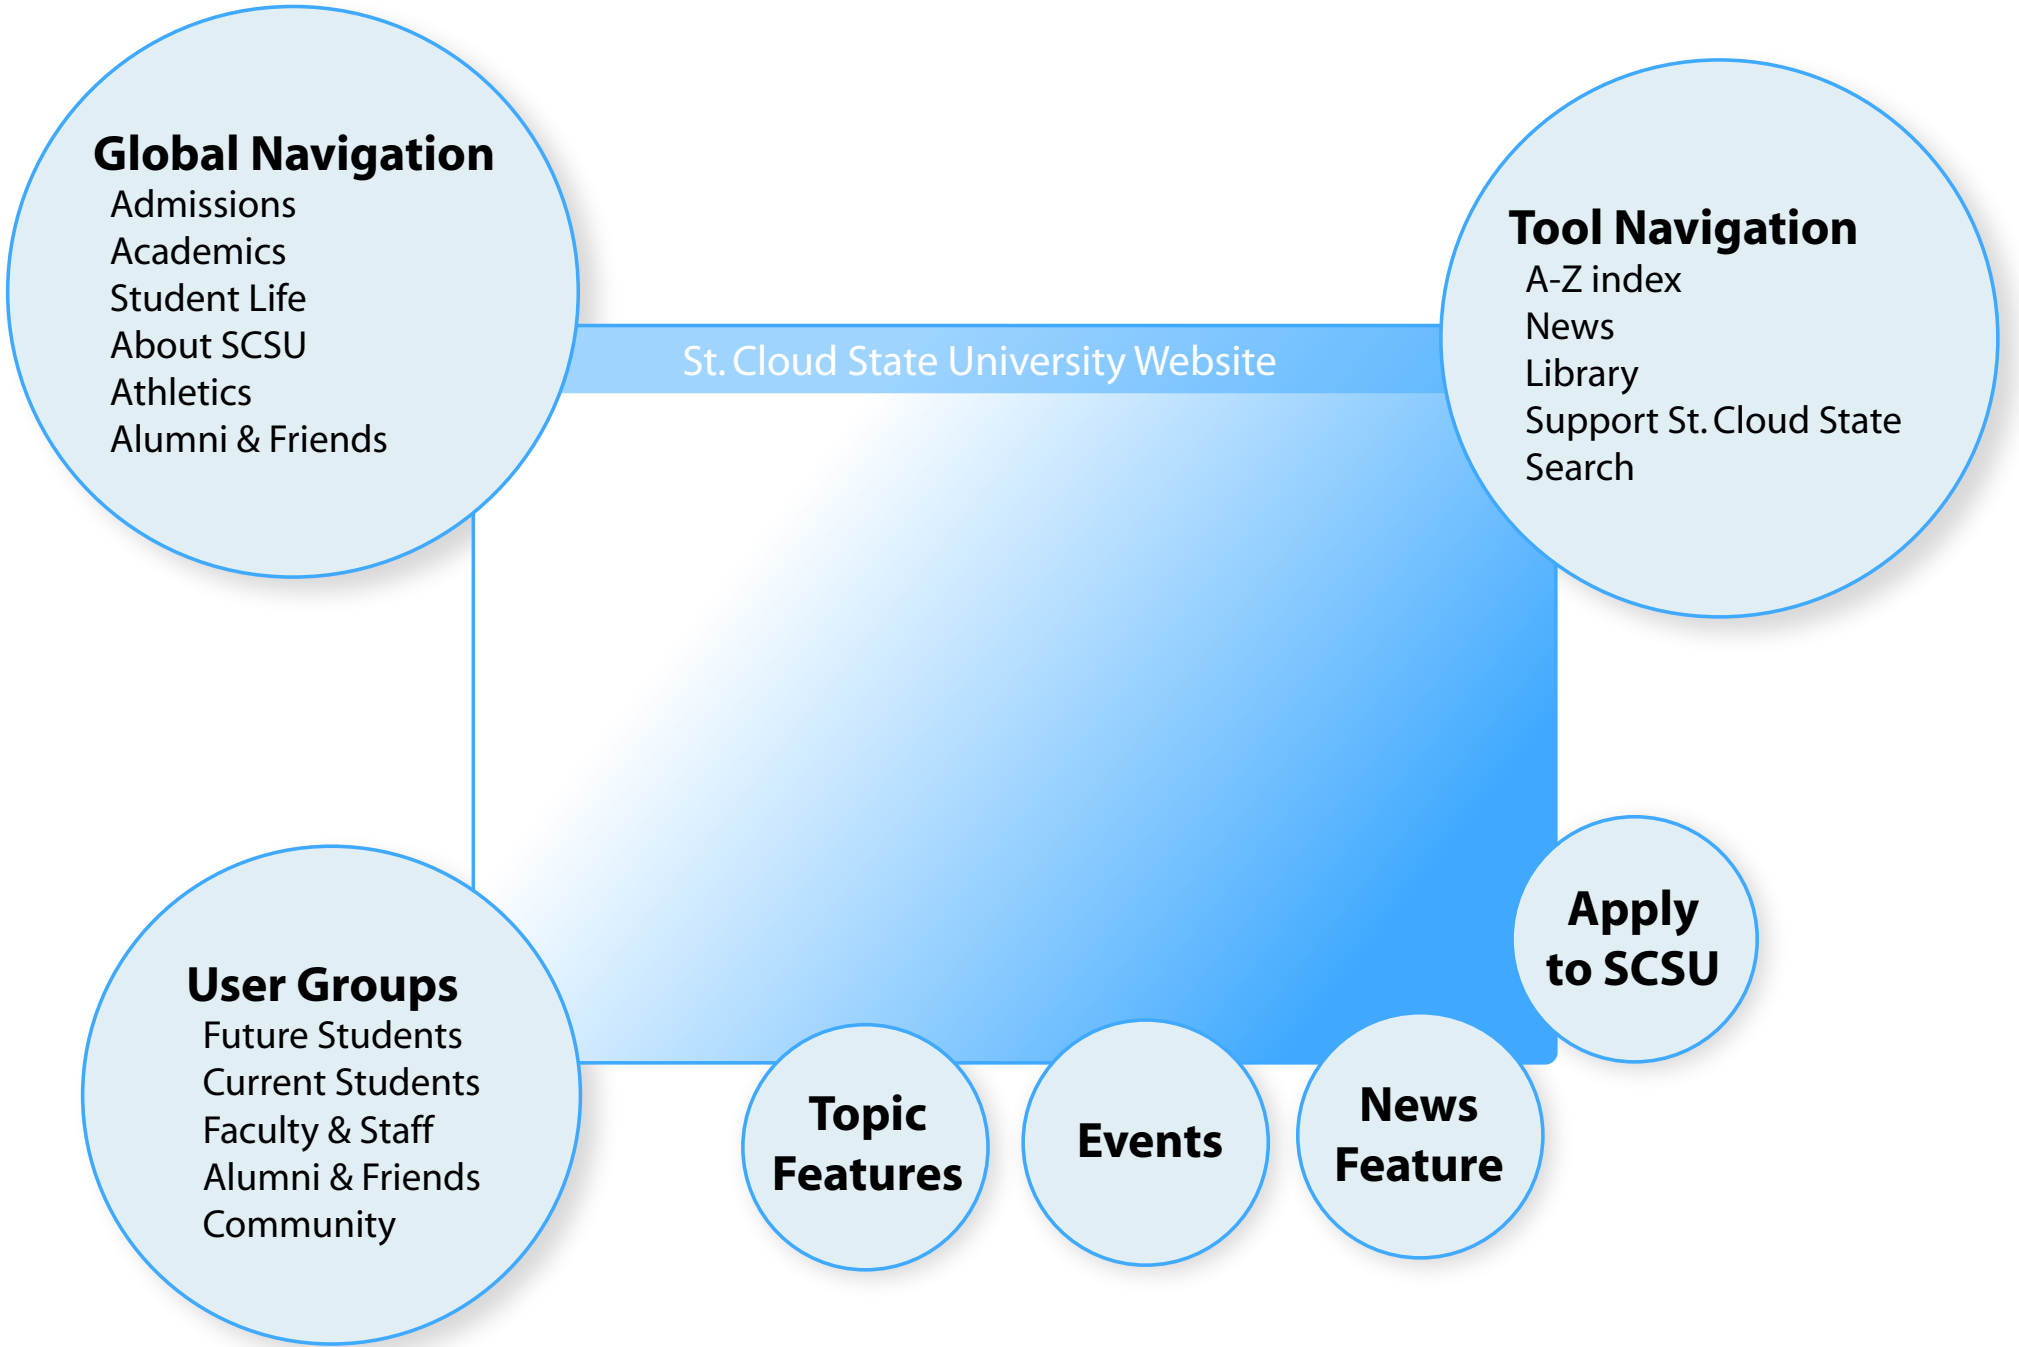 Global Navigation
Admissions
Academics
Student Life
About SCSU
Athletics
Alumni & Friends
Tool Navigation
A-Z index
News
Library
Support St. Cloud State
Search
St. Cloud State University Website
User Groups
Future Students
Current Students
Faculty & Staff
Alumni & Friends
Community
Topic
Features
Events
News
Feature
Apply
to SCSU